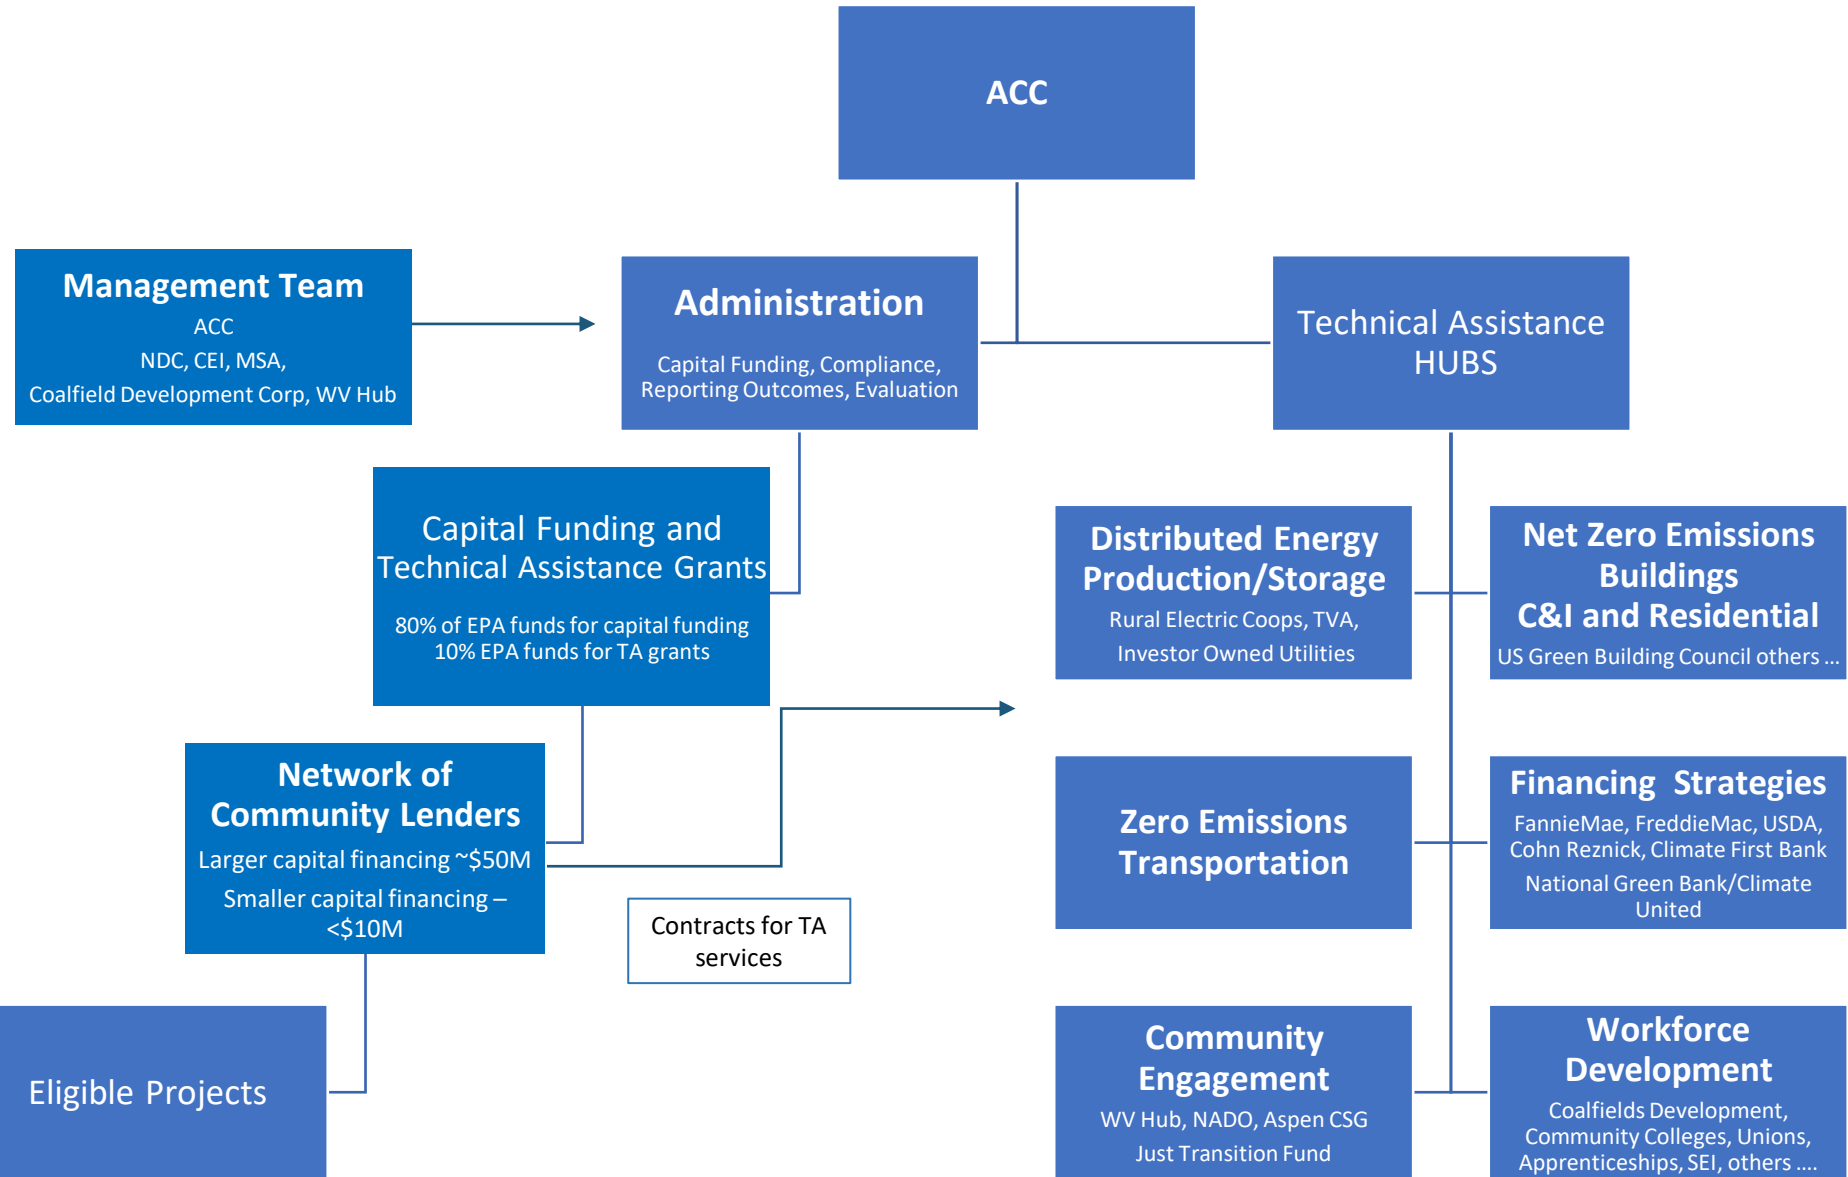 ACC
Management Team
ACC
NDC, CEI, MSA,
Coalfield Development Corp, WV Hub
Administration
Capital Funding, Compliance,
Reporting Outcomes, Evaluation
Technical Assistance
HUBS
Capital Funding and
Technical Assistance Grants
80% of EPA funds for capital funding
10% EPA funds for TA grants
Distributed Energy
Production/Storage
Rural Electric Coops, TVA,
Investor Owned Utilities
Net Zero Emissions
Buildings
C&I and Residential
US Green Building Council others ...
Network of
Community Lenders
Larger capital financing ~$50M
Smaller capital financing –
<$10M
Contracts for TA
services
Zero Emissions
Transportation
Financing Strategies
FannieMae, FreddieMac, USDA,
Cohn Reznick, Climate First Bank
National Green Bank/Climate
United
Eligible Projects
Community
Engagement
WV Hub, NADO, Aspen CSG
Just Transition Fund
Workforce
Development
Coalfields Development,
Community Colleges, Unions,
Apprenticeships, SEI, others ....